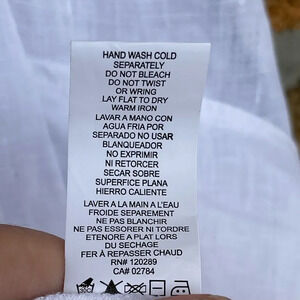 HAND WASH COLD
SEPARATELY
DO NOT BLEACH
DO NOT TWIST
OR WRING
LAY FLAT TO DRY
WARM IRON
LAVAR A MANO CON
AGUA FRIA POR
SEPARADO NO USAR
BLANQUEADOR
NO EXPRIMIR
NI RETORCER
SECAR SOBRE
SUPERFICE PLANA
HIERRO CALIENTE
LAVER A LA MAIN A L'EAU
FROIDE SEPAREMENT
NE PAS BLANCHIR
NE PAS ESSORER NI TORDRE
ETENORE A PLAT LORS
DU SECHAGE
FER À REPASSER CHAUD
RN# 120289
CA# 02784